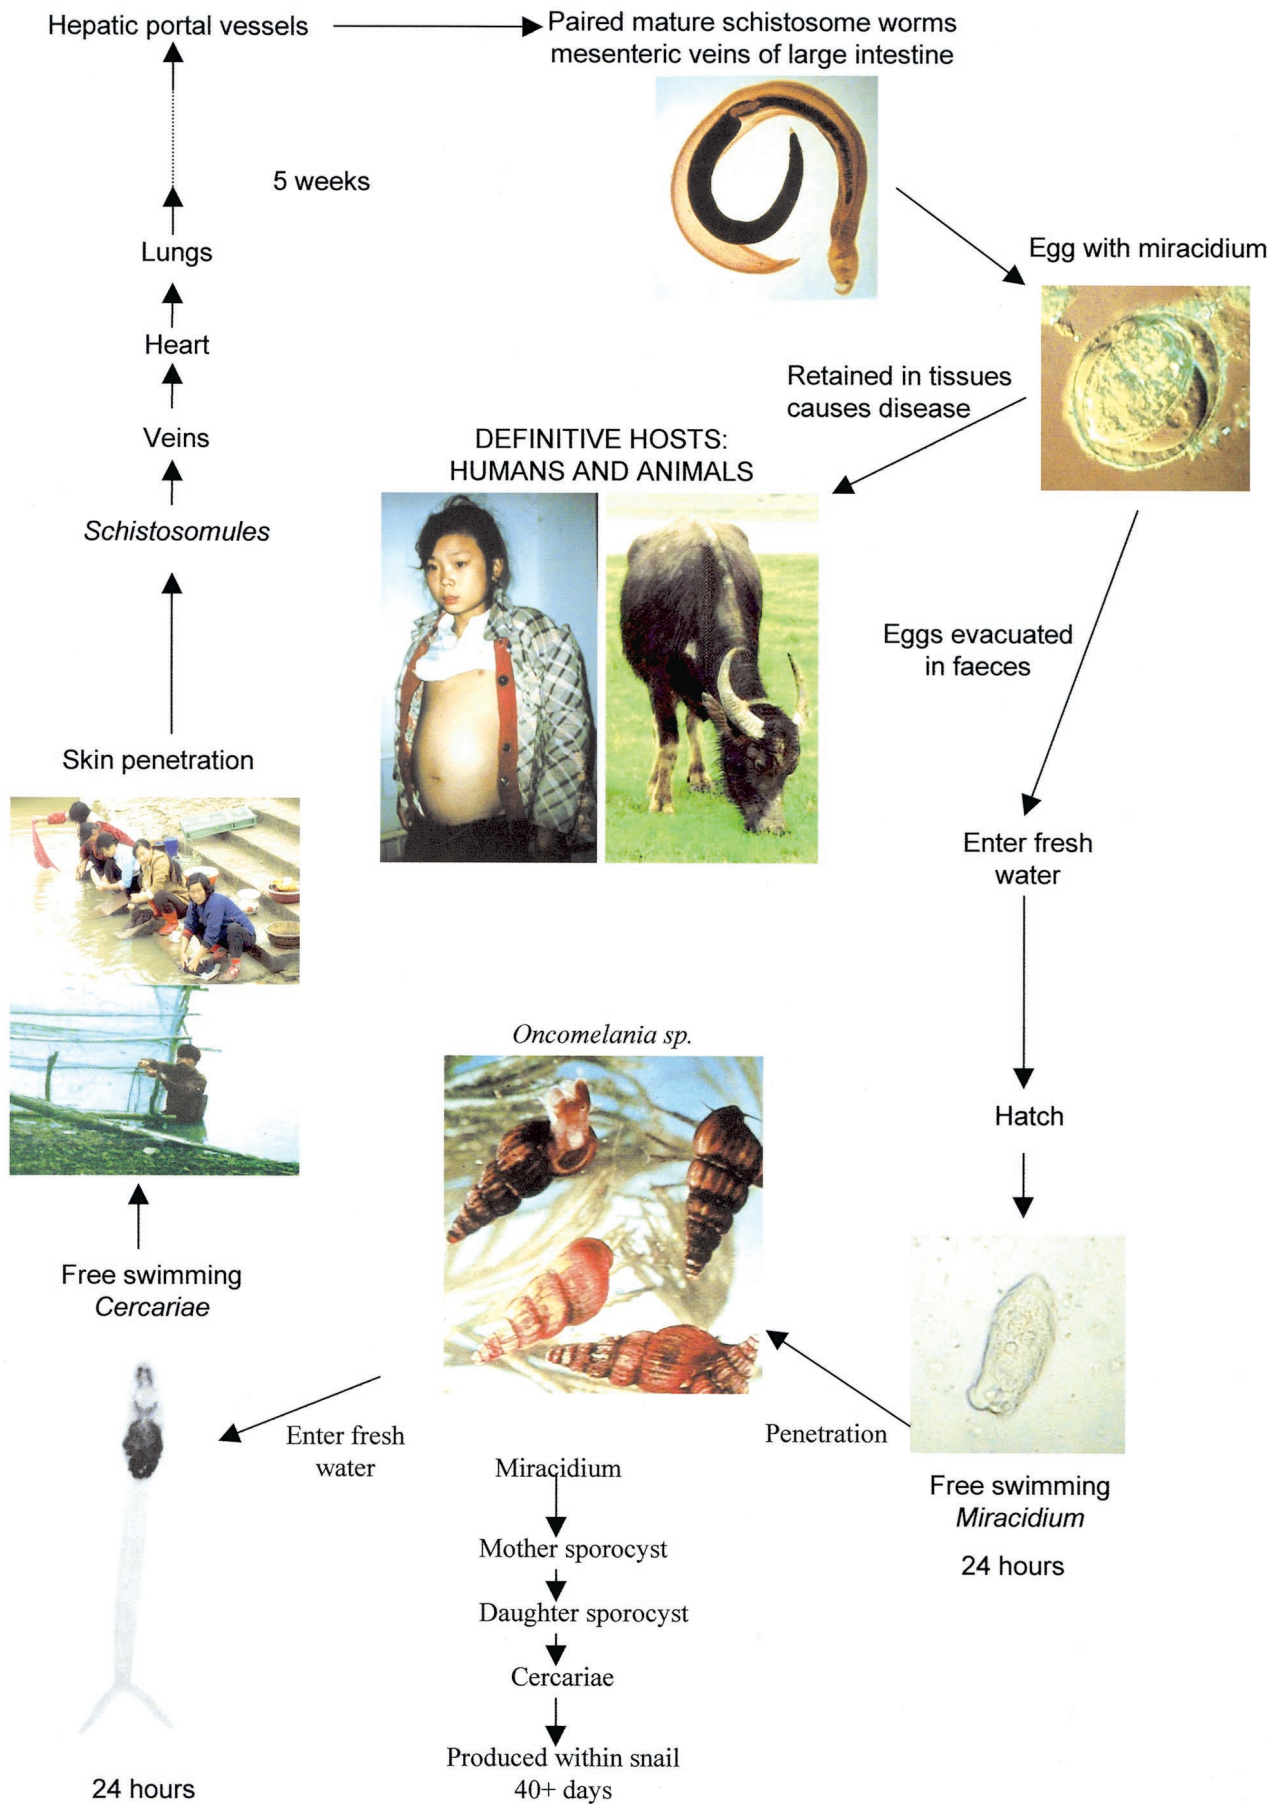 Hepatic portal vessels
Paired mature schistosome worms
mesenteric veins of large intestine
5 weeks
Lungs
Egg with miracidium
Heart
Retained in tissues
causes disease
Veins
DEFINITIVE HOSTS:
HUMANS AND ANIMALS
Schistosomules
Eggs evacuated
in faeces
Skin penetration
Enter fresh
water
Oncomelania sp.
Hatch
Free swimming
Cercariae
Enter fresh
water
Penetration
Miracidium
Free swimming
Miracidium
24 hours
Mother sporocyst
Daughter sporocyst
Cercariae
Produced within snail
40+ days
24 hours